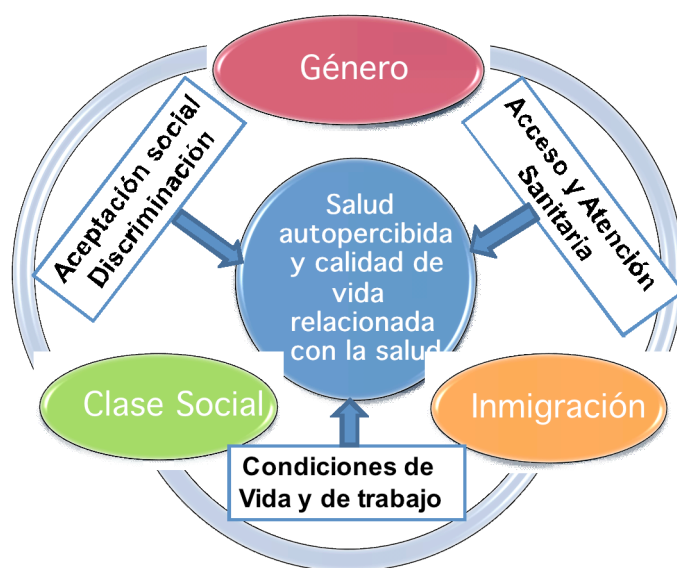 Género
Aceptación social
Discriminación
Acceso y Atención
Sanitaria
Salud
autopercibida
y calidad de
vida
relacionada
con la salud
Clase Social
Inmigración
Condiciones de
Vida y de trabajo